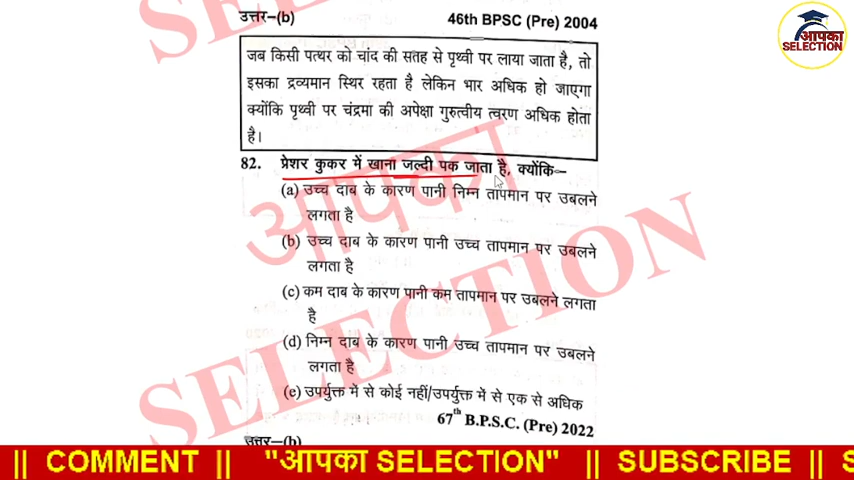 उत्तर–(b)
46th BPSC (Pre) 2004
आपका
SELECTION
जब किसी पत्थर को चांद की सतह से पृथ्वी पर लाया जाता है, तो
इसका द्रव्यमान स्थिर रहता है लेकिन भार अधिक हो जाएगा
क्योंकि पृथ्वी पर चंद्रमा की अपेक्षा गुरुत्वीय त्वरण अधिक होता
है।
82. प्रेशर कुकर में खाना जल्दी पक जाता है, क्योंकि–
(a) उच्च दाब के कारण पानी निम्न तापमान पर उबलने
लगता है
(b) उच्च दाब के कारण पानी उच्च तापमान पर उबलने
लगता है
(c) कम दाब के कारण पानी कम तापमान पर उबलने लगता
है
(d) निम्न दाब के कारण पानी उच्च तापमान पर उबलने
लगता है
(e) उपर्युक्त में से कोई नहीं/उपर्युक्त में से एक से अधिक
67th B.P.S.C. (Pre) 2022
उत्तर–(b)
आपका
SELECTION
|| COMMENT || "आपका SELECTION" || SUBSCRIBE ||